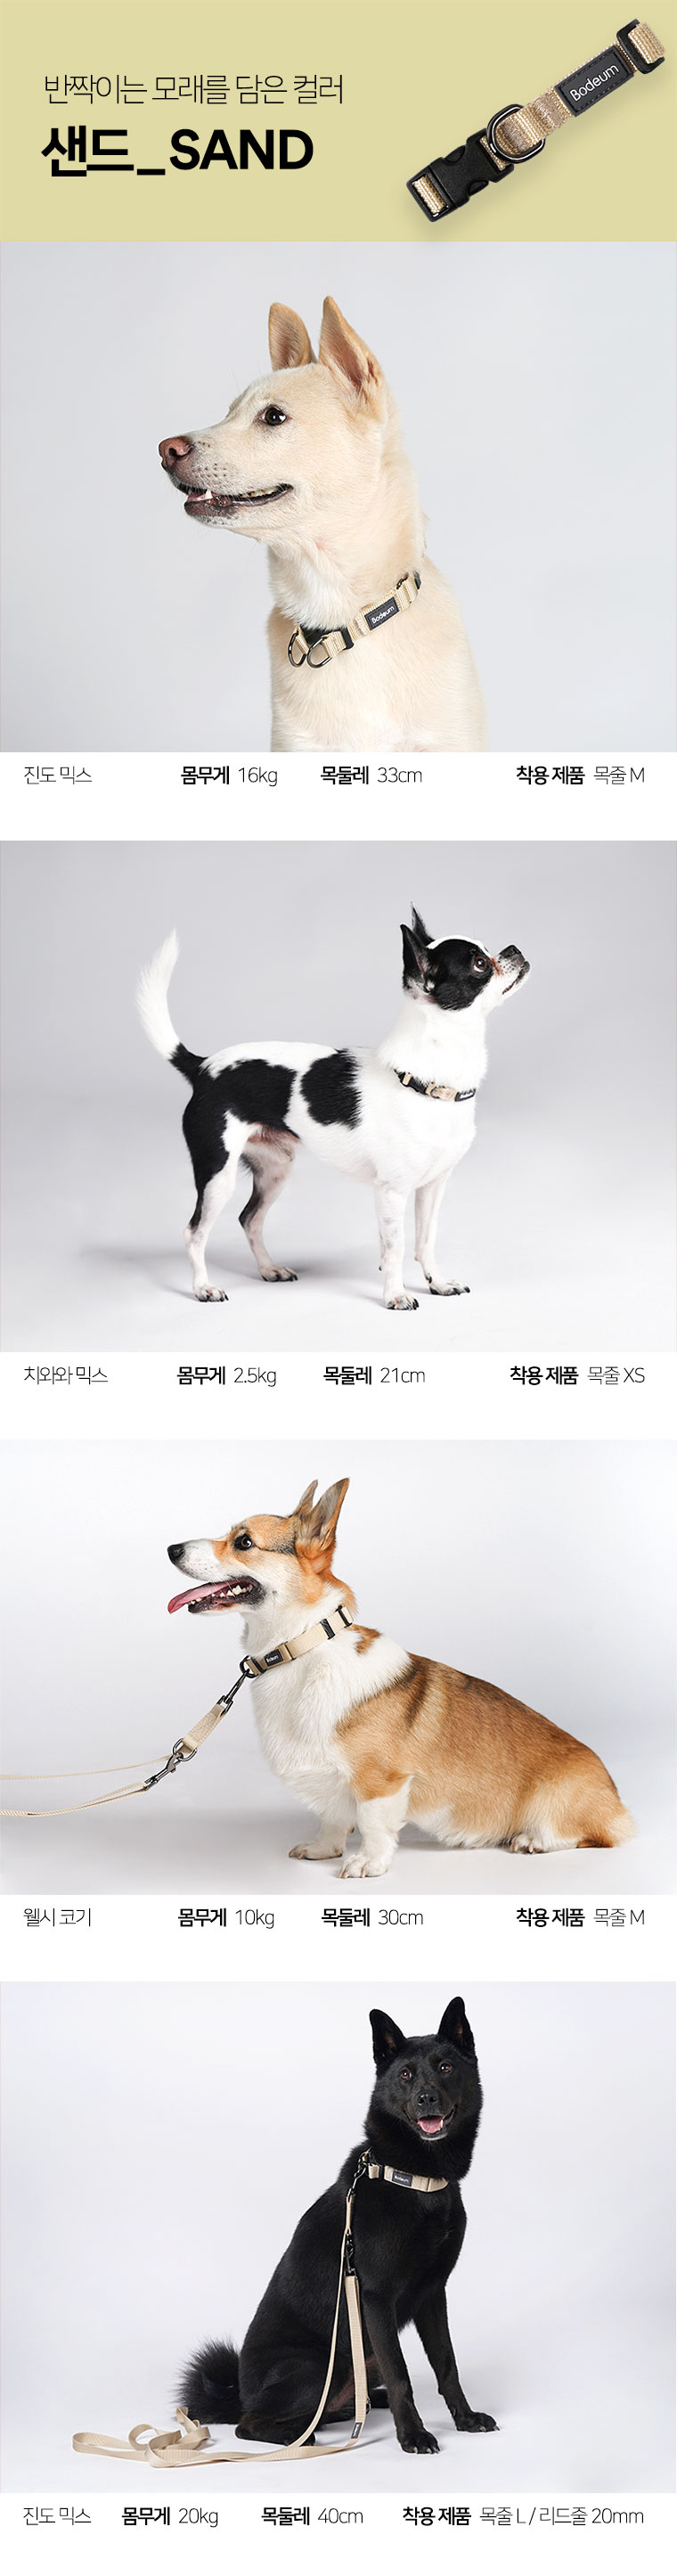 반짝이는 모래를 담은 컬러
샌드_SAND
Bodeum
Bodeum
진도 믹스 몸무게 16kg 목둘레 33cm 착용 제품 목줄 M
치와와 믹스 몸무게 2.5kg 목둘레 21cm 착용 제품 목줄 XS
Bodeum
웰시 코기 몸무게 10kg 목둘레 30cm 착용 제품 목줄 M
Bodeum
진도 믹스 몸무게 20kg 목둘레 40cm 착용 제품 목줄 L / 리드줄 20mm